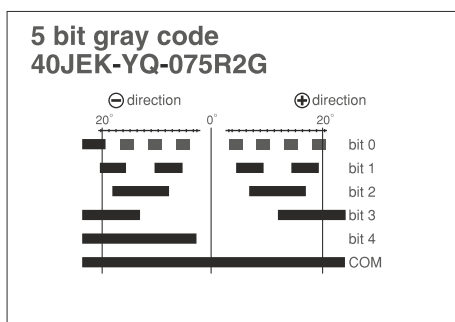 5 bit gray code
40JEK-YQ-075R2G
⊖ direction
⊕ direction
20° 0° 20°
bit 0
bit 1
bit 2
bit 3
bit 4
COM